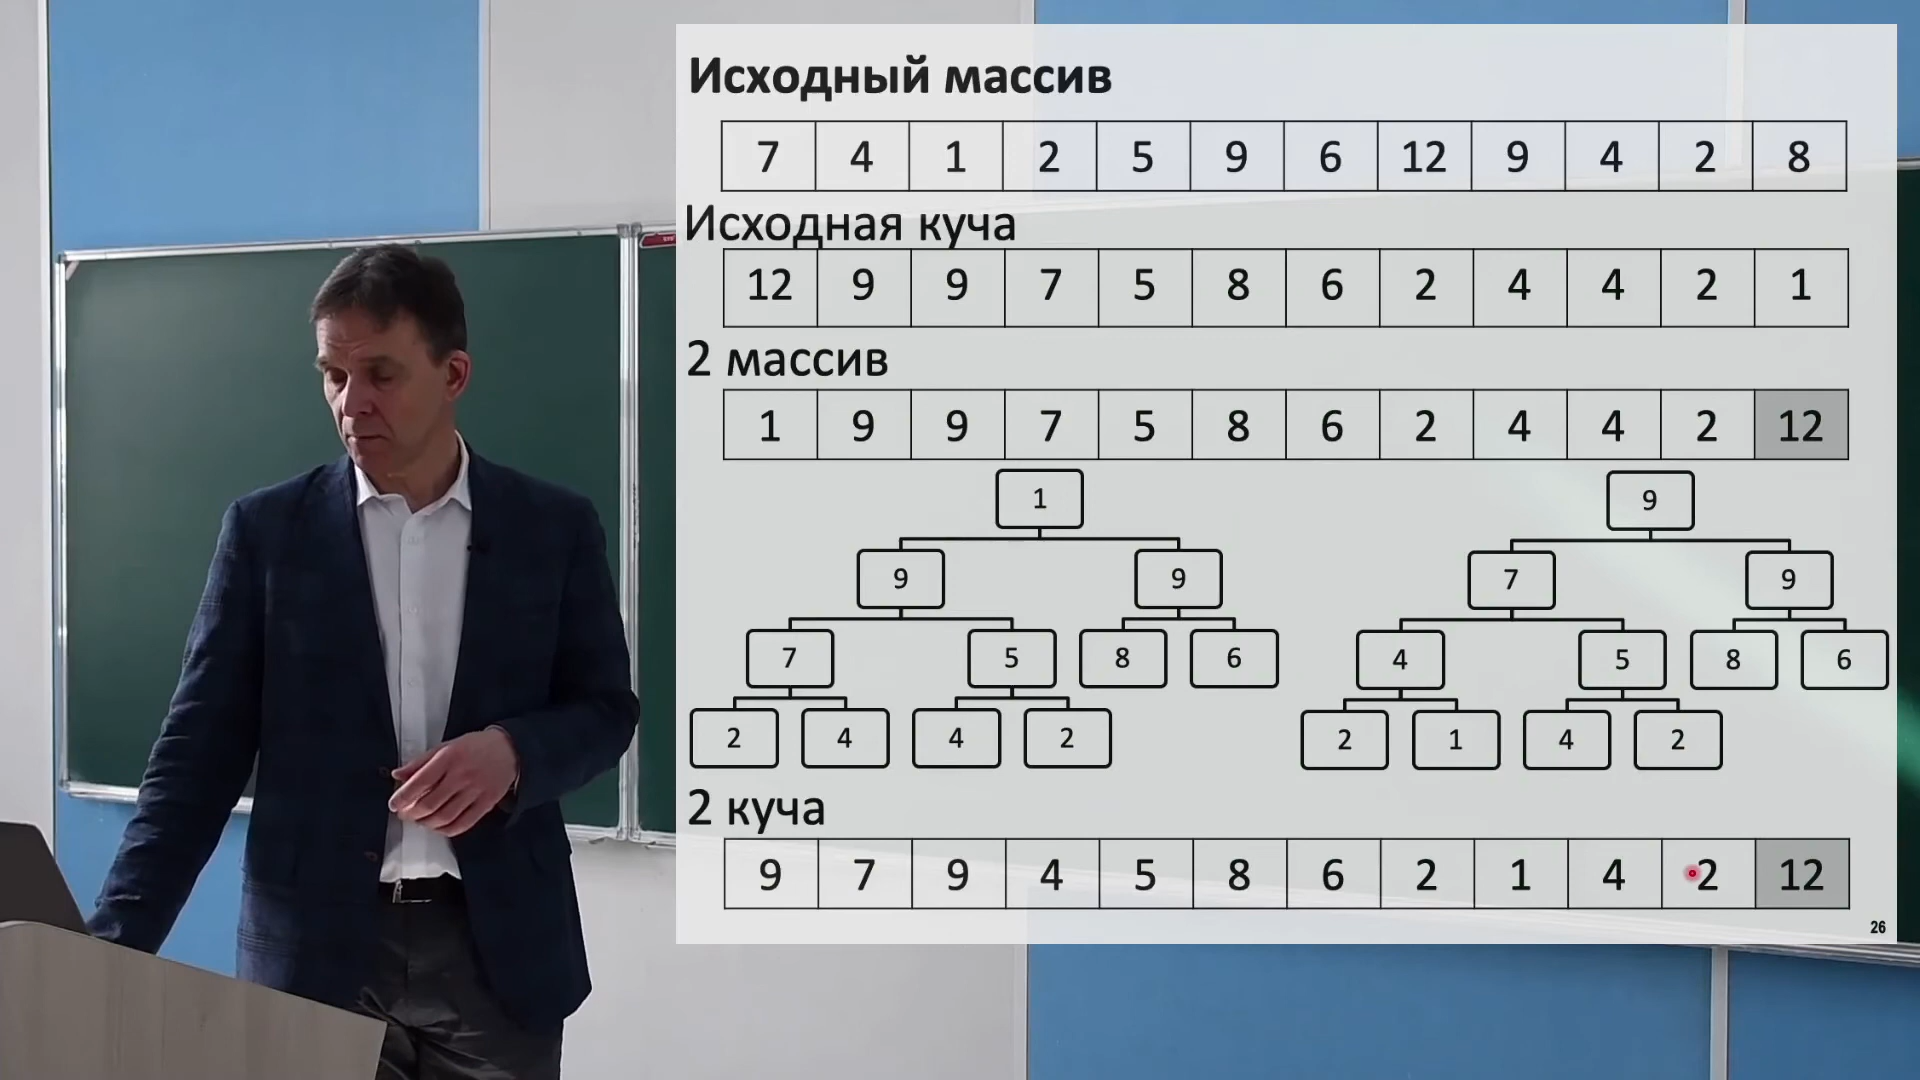 Исходный массив
7 4 1 2 5 9 6 12 9 4 2 8
Исходная куча
12 9 9 7 5 8 6 2 4 4 2 1
2 массив
1 9 9 7 5 8 6 2 4 4 2 12
1
9 9
7 5 8 6
2 4 4 2
9
7 9
4 5 8 6
2 1 4 2
2 куча
9 7 9 4 5 8 6 2 1 4 2 12
26